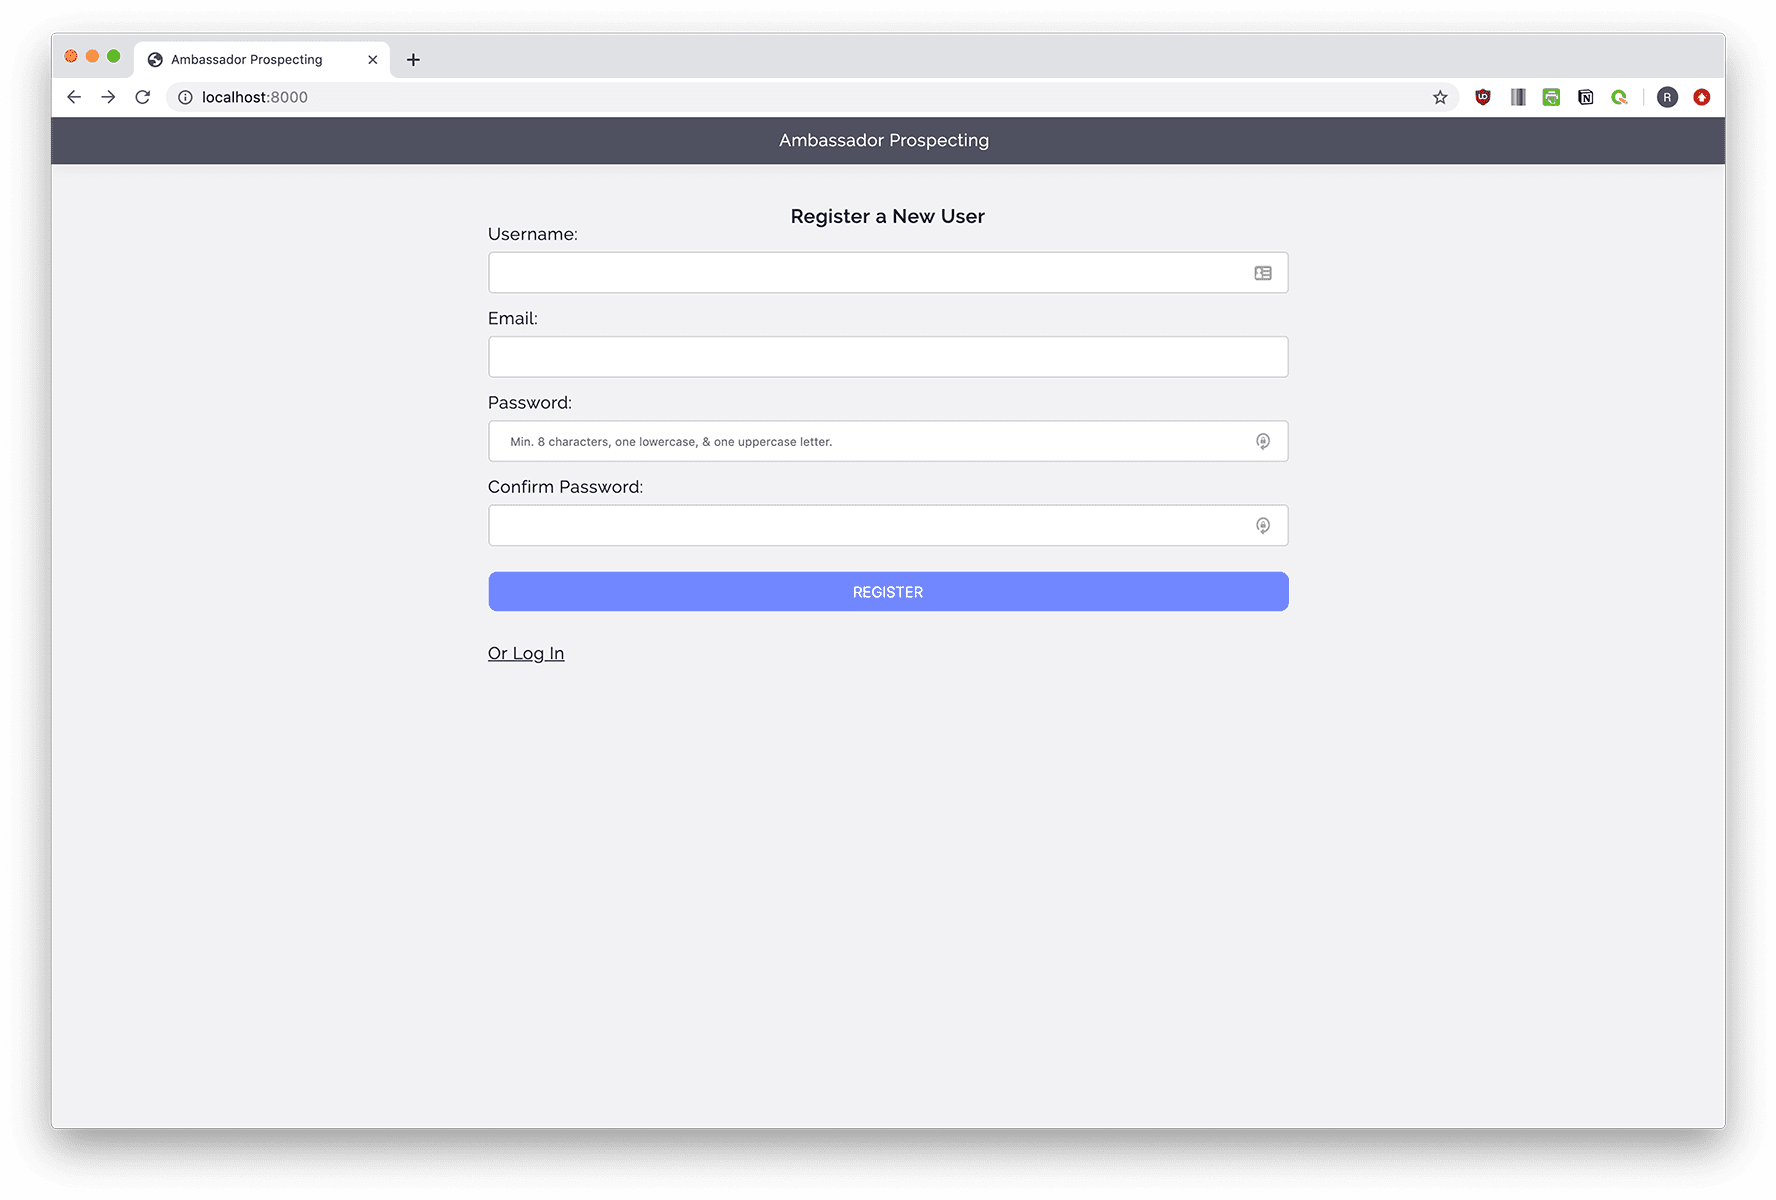 Ambassador Prospecting
localhost:8000
R
Ambassador Prospecting
Register a New User
Username:
Email:
Password:
Min. 8 characters, one lowercase, & one uppercase letter.
Confirm Password:
REGISTER
Or Log In